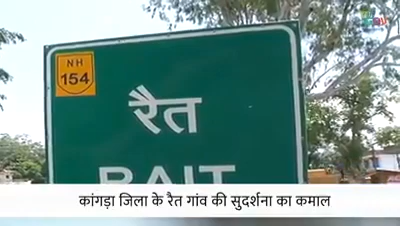 NH
154
रैत
RAIT
कांगड़ा जिला के रैत गांव की सुदर्शना का कमाल